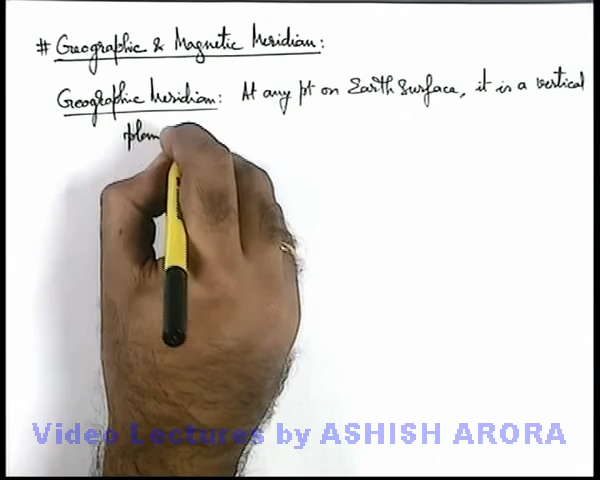 # Geographic & Magnetic Meridian:
Geographic Meridian: At any pt on Earth Surface, it is a vertical
plan
Video Lectures by ASHISH ARORA